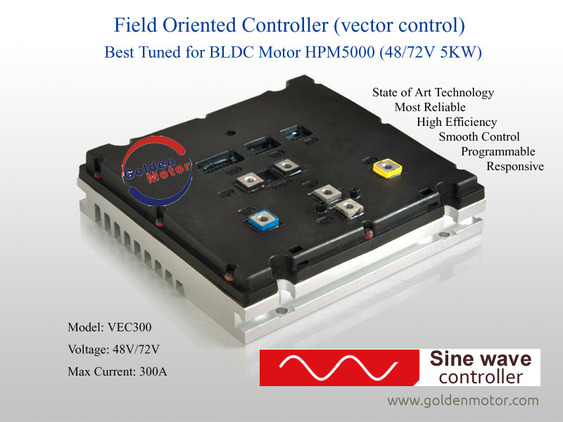 Field Oriented Controller (vector control)
Best Tuned for BLDC Motor HPM5000 (48/72V 5KW)
State of Art Technology
Most Reliable
High Efficiency
Smooth Control
Programmable
Responsive
Golden
Motor
Model: VEC300
Voltage: 48V/72V
Max Current: 300A
Sine wave
controller
www.goldenmotor.com